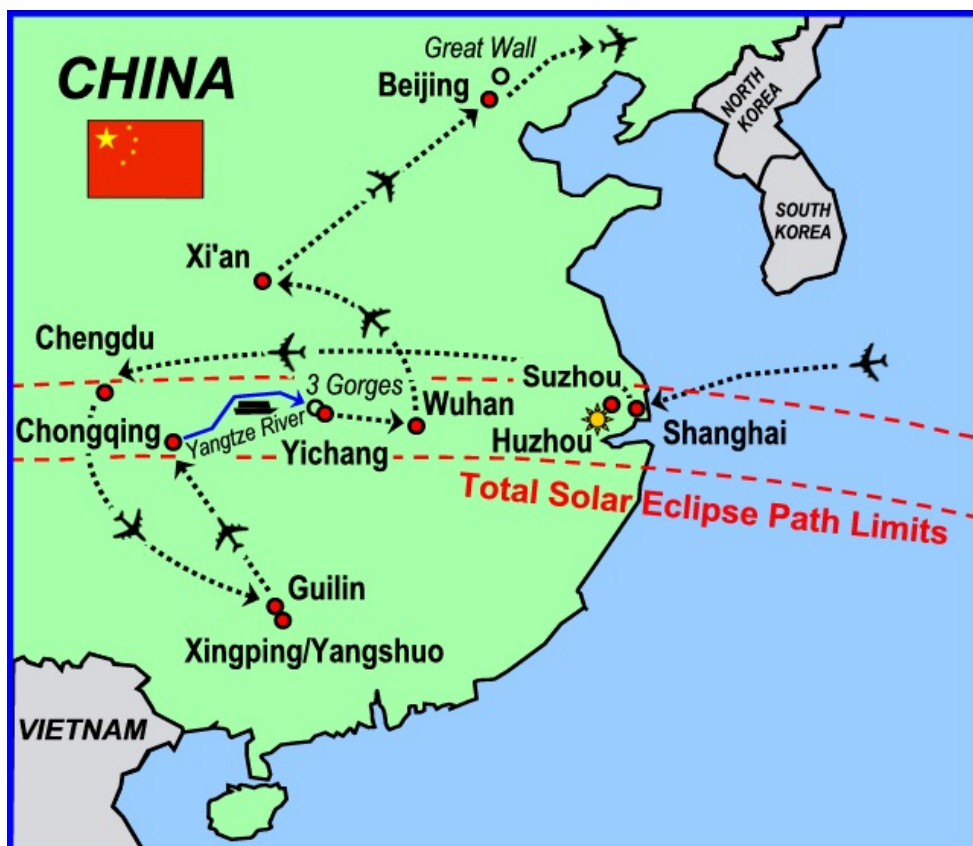 CHINA
Great Wall
Beijing
NORTH
KOREA
SOUTH
KOREA
Xi'an
Chengdu
3 Gorges
Suzhou
Chongqing
Yangtze River
Wuhan
Huzhou
Shanghai
Yichang
Total Solar Eclipse Path Limits
Guilin
Xingping/Yangshuo
VIETNAM